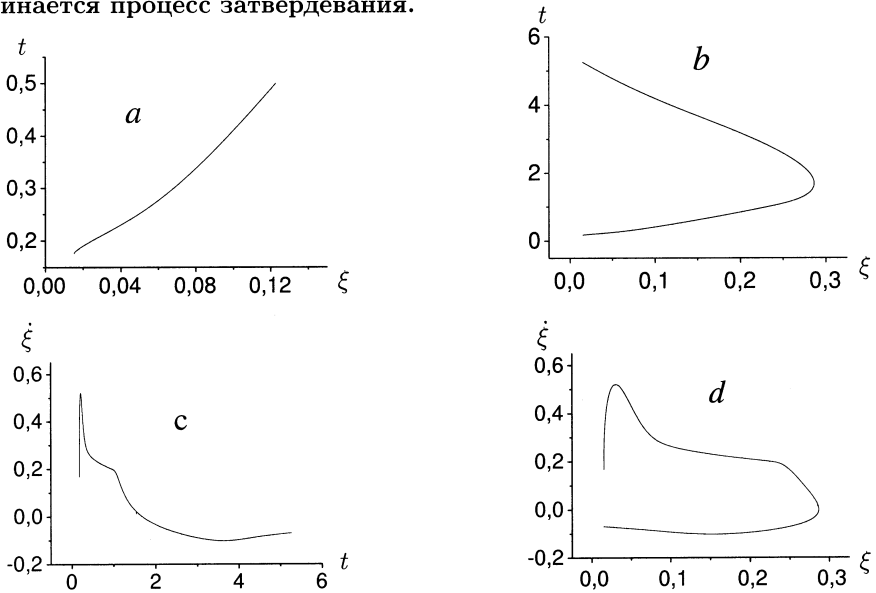 инается процесс затвердевания.
t
0,5
0,4
0,3
0,2
a
0,00 0,04 0,08 0,12 ξ
t
6
4
2
0
b
0,0 0,1 0,2 0,3 ξ
ξ̇
0,6
0,4
0,2
0,0
-0,2
c
0 2 4 6 t
ξ̇
0,6
0,4
0,2
0,0
-0,2
d
0,0 0,1 0,2 0,3 ξ